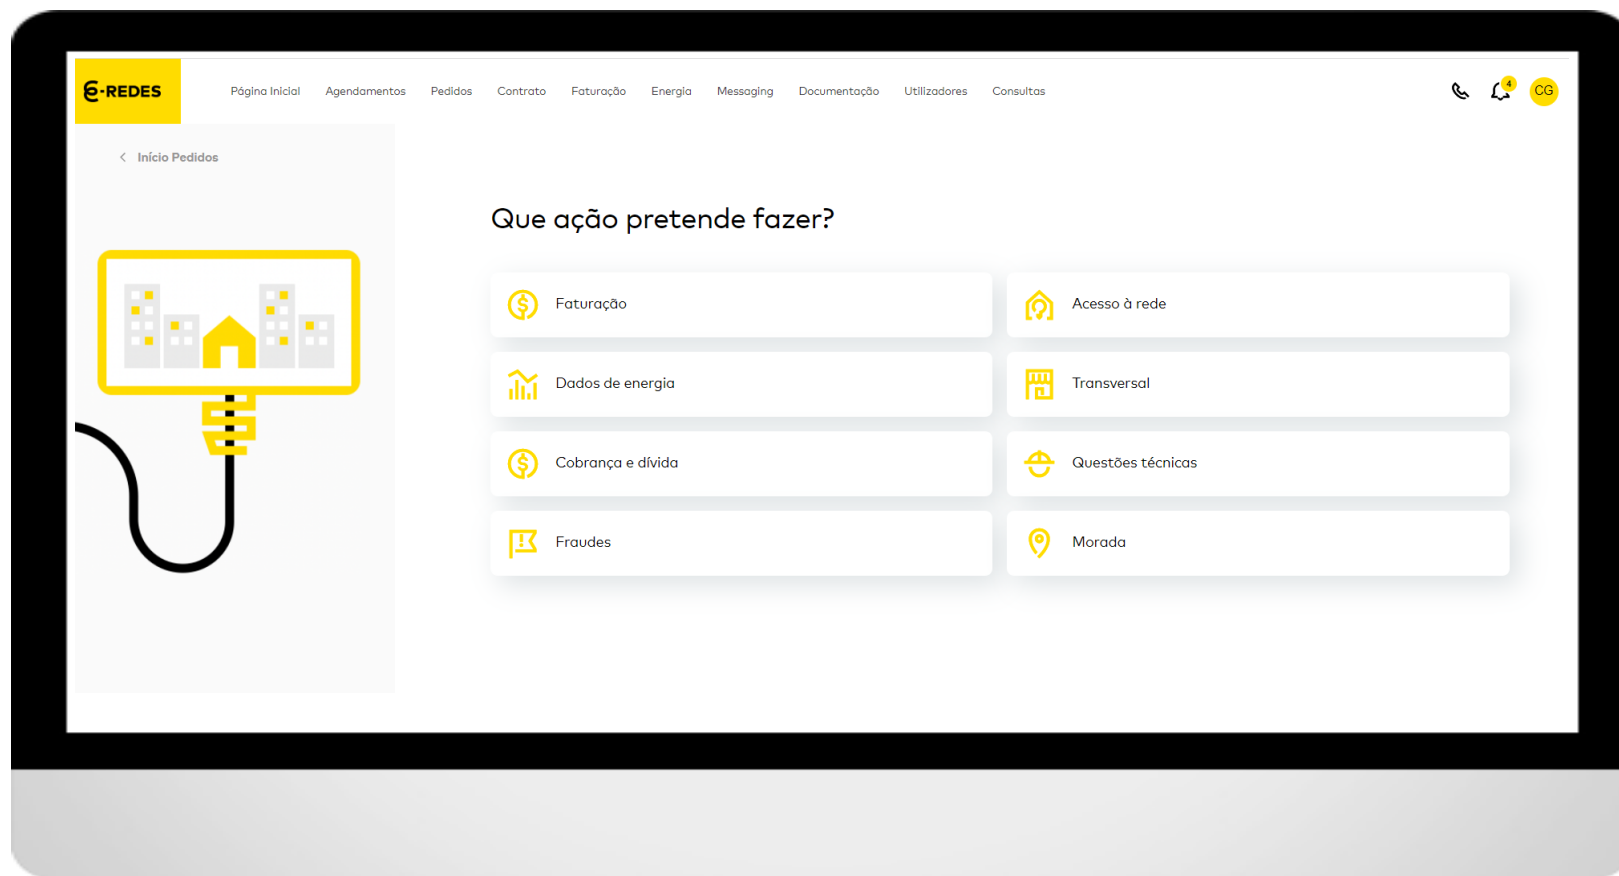 E-REDES
Página Inicial Agendamentos Pedidos Contrato Faturação Energia Messaging Documentação Utilizadores Consultas
4
CG
Início Pedidos
Que ação pretende fazer?
Faturação
Acesso à rede
Dados de energia
Transversal
Cobrança e dívida
Questões técnicas
Fraudes
Morada